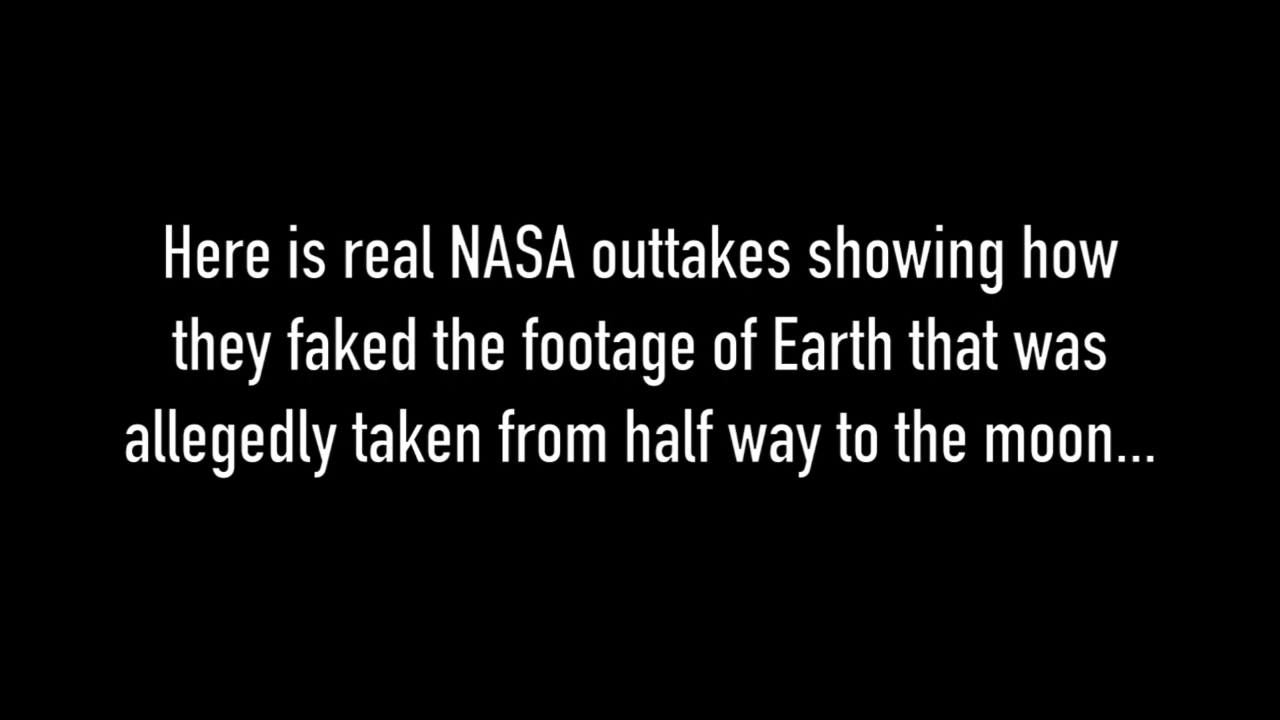 Here is real NASA outtakes showing how
they faked the footage of Earth that was
allegedly taken from half way to the moon...